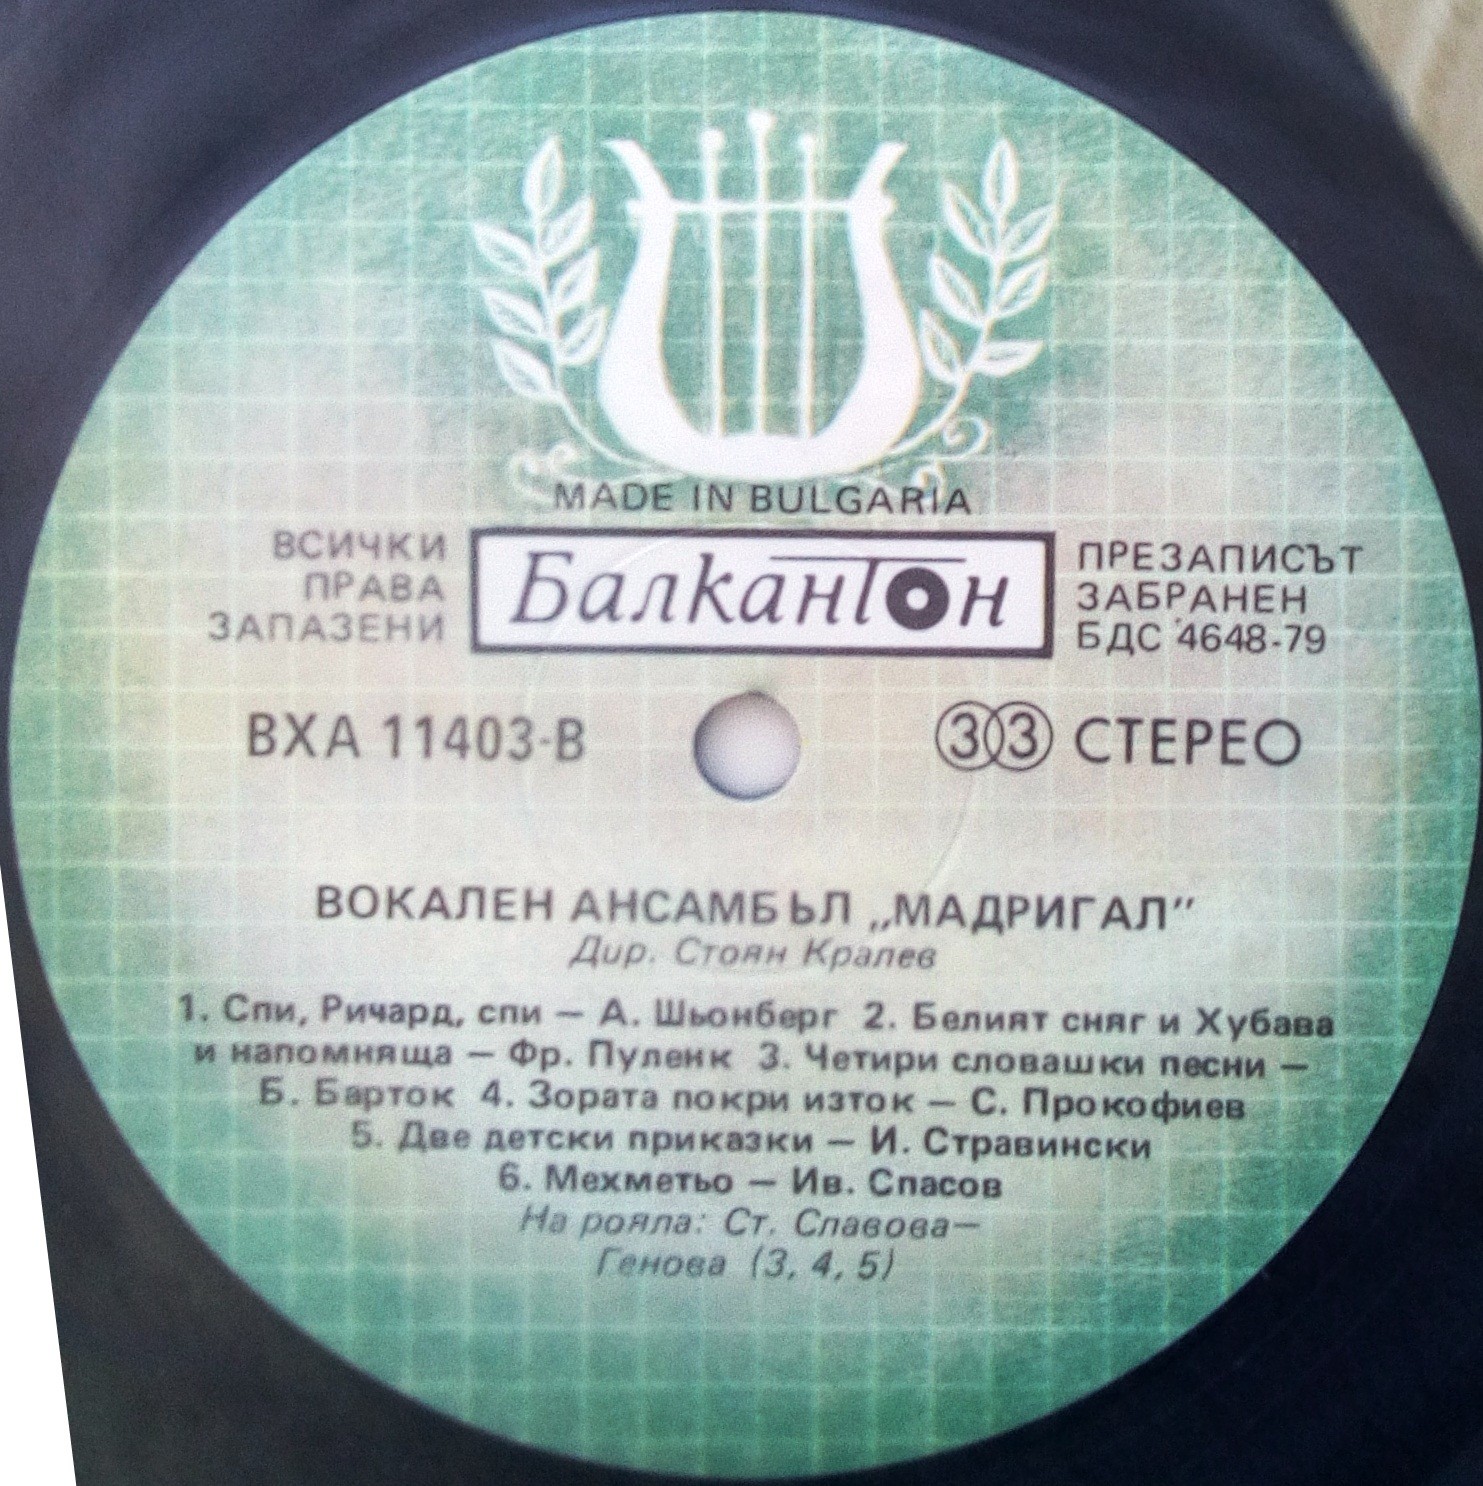 MADE IN BULGARIA
ВСИЧКИ
ПРАВА
ЗАПАЗЕНИ
Балкантон
ПРЕЗАПИСЪТ
ЗАБРАНЕН
БДС 4648-79
ВХА 11403-В
33 СТЕРЕО
ВОКАЛЕН АНСАМБЪЛ „МАДРИГАЛ”
Дир. Стоян Кралев
1. Спи, Ричард, спи — А. Шьонберг 2. Белият сняг и Хубава
и напомняща — Фр. Пуленк 3. Четири словашки песни —
Б. Барток 4. Зората покри изток — С. Прокофиев
5. Две детски приказки — И. Стравински
6. Мехметьо — Ив. Спасов
На рояла: Ст. Славова—
Генова (3, 4, 5)